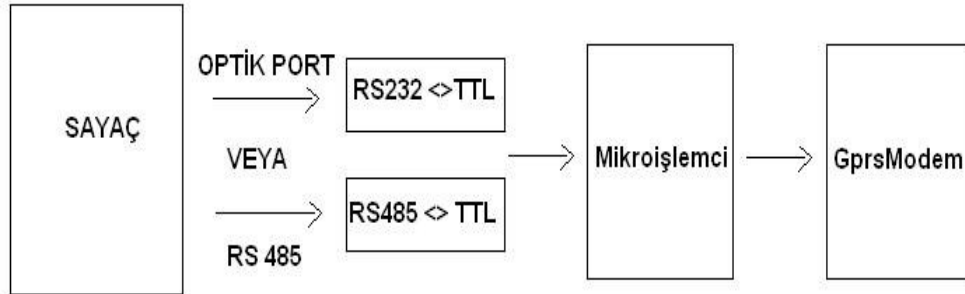 SAYAÇ
OPTİK PORT
VEYA
RS 485
RS232 <>TTL
RS485 <> TTL
Mikroişlemci
GprsModem